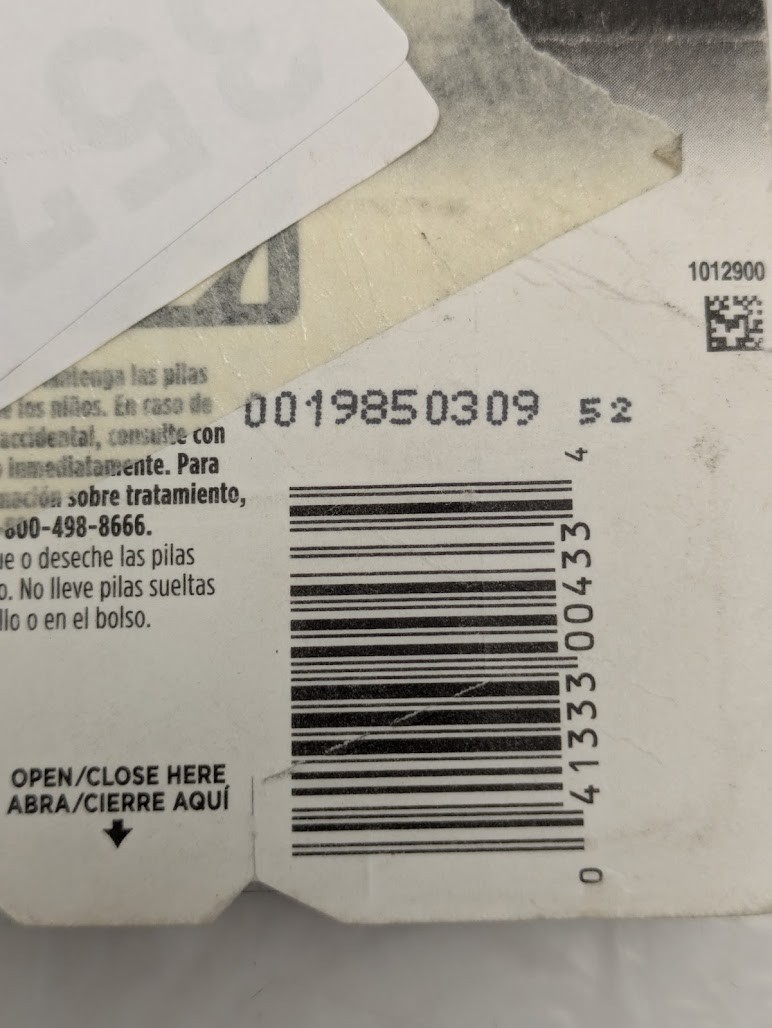 1012900
las pilas
los niños. En caso de
accidental, consulte con
inmediatamente. Para
sobre tratamiento,
800-498-8666.
o deseche las pilas
No lleve pilas sueltas
o en el bolso.
0019850309 52
0 41333 00433 4
OPEN/CLOSE HERE
ABRA/CIERRE AQUÍ